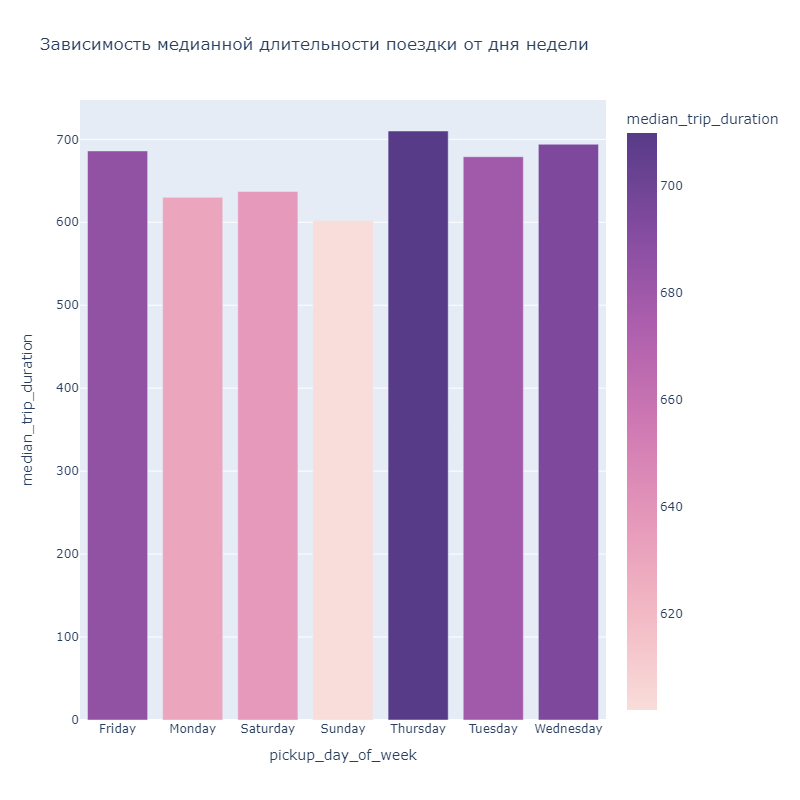 Зависимость медианной длительности поездки от дня недели
median_trip_duration
700
680
660
640
620
median_trip_duration
700
600
500
400
300
200
100
0
Friday Monday Saturday Sunday Thursday Tuesday Wednesday
pickup_day_of_week